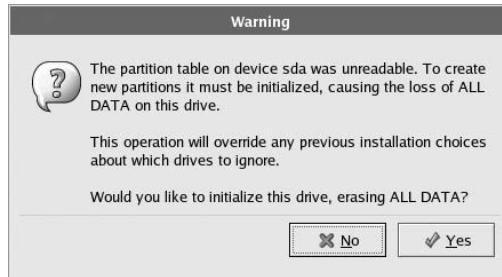 Warning
The partition table on device sda was unreadable. To create
new partitions it must be initialized, causing the loss of ALL
DATA on this drive.
This operation will override any previous installation choices
about which drives to ignore.
Would you like to initialize this drive, erasing ALL DATA?
No
Yes